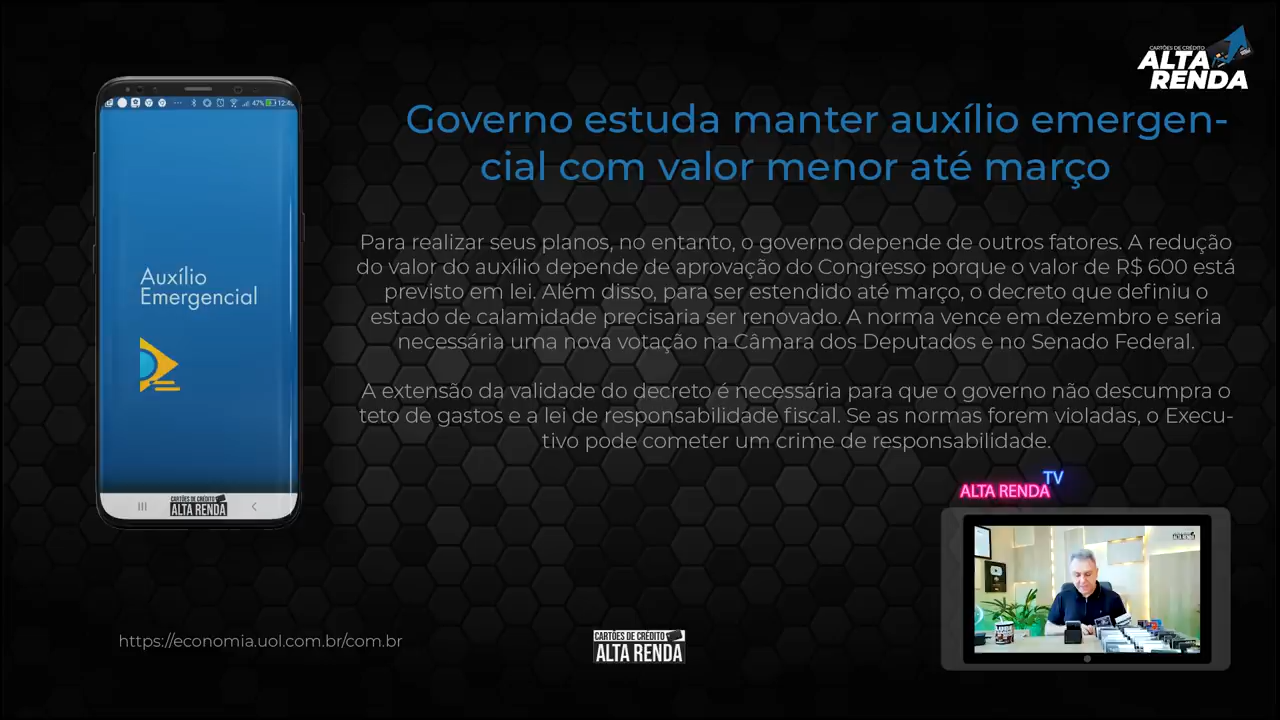 CARTÕES DE CRÉDITO
ALTA
RENDA
47% 12:4
Governo estuda manter auxílio emergen-
cial com valor menor até março
Para realizar seus planos, no entanto, o governo depende de outros fatores. A redução
do valor do auxílio depende de aprovação do Congresso porque o valor de R$ 600 está
previsto em lei. Além disso, para ser estendido até março, o decreto que definiu o
estado de calamidade precisaria ser renovado. A norma vence em dezembro e seria
necessária uma nova votação na Câmara dos Deputados e no Senado Federal.
A extensão da validade do decreto é necessária para que o governo não descumpra o
teto de gastos e a lei de responsabilidade fiscal. Se as normas forem violadas, o Execu-
tivo pode cometer um crime de responsabilidade.
Auxílio
Emergencial
CARTÕES DE CRÉDITO
ALTA RENDA
ALTA RENDA TV
https://economia.uol.com.br/com.br
CARTÕES DE CRÉDITO
ALTA RENDA